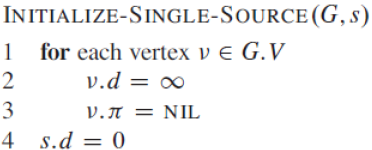 INITIALIZE-SINGLE-SOURCE(G, s)
1 for each vertex v ∈ G.V
2 v.d = ∞
3 v.π = NIL
4 s.d = 0